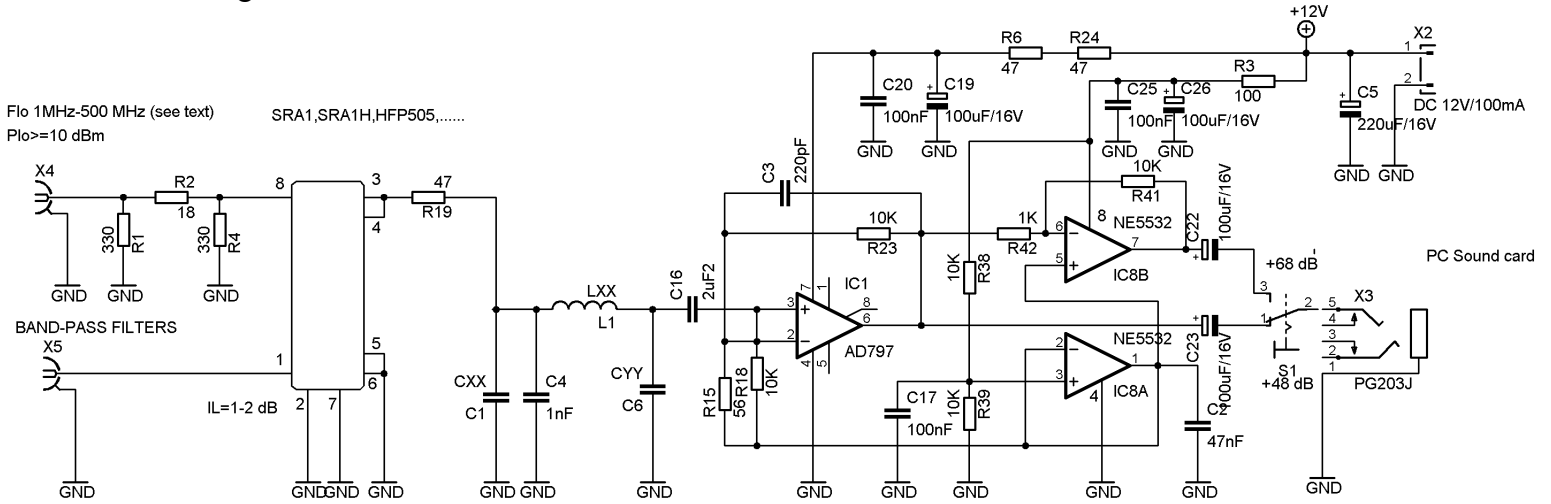 +12V
X2
R6
R24
1
47
47
R3
2
C20
C19
+
C25
C26
+
100
C5
+
DC 12V/100mA
100nF
100uF/16V
100nF
100uF/16V
220uF/16V
Flo 1MHz-500 MHz (see text)
SRA1,SRA1H,HFP505,......
Plo>=10 dBm
GND
GND
GND
GND
GND
GND
C3
220pF
10K
R41
X4
R2
18
8
3
4
47
R19
330
R1
330
R4
10K
R23
1K
R42
6
5
8
NE5532
7
IC8B
C22
100uF/16V
+
10K
R38
+68 dB
PC Sound card
GND
GND
GND
C16
2uF2
LXX
L1
7
1
IC1
8
3
2
6
4
5
AD797
3
1
2
5
4
3
2
1
X3
S1
+48 dB
PG203J
BAND-PASS FILTERS
X5
1
5
6
2
7
IL=1-2 dB
NE5532
2
3
1
4
IC8A
+
C23
CXX
C1
C4
1nF
CYY
C6
R15
56
R18
10K
C17
100nF
10K
R39
C2
47nF
GND
GND
GND
GND
GND
GND
GND
GND
GND
GND
GND
GND
GND